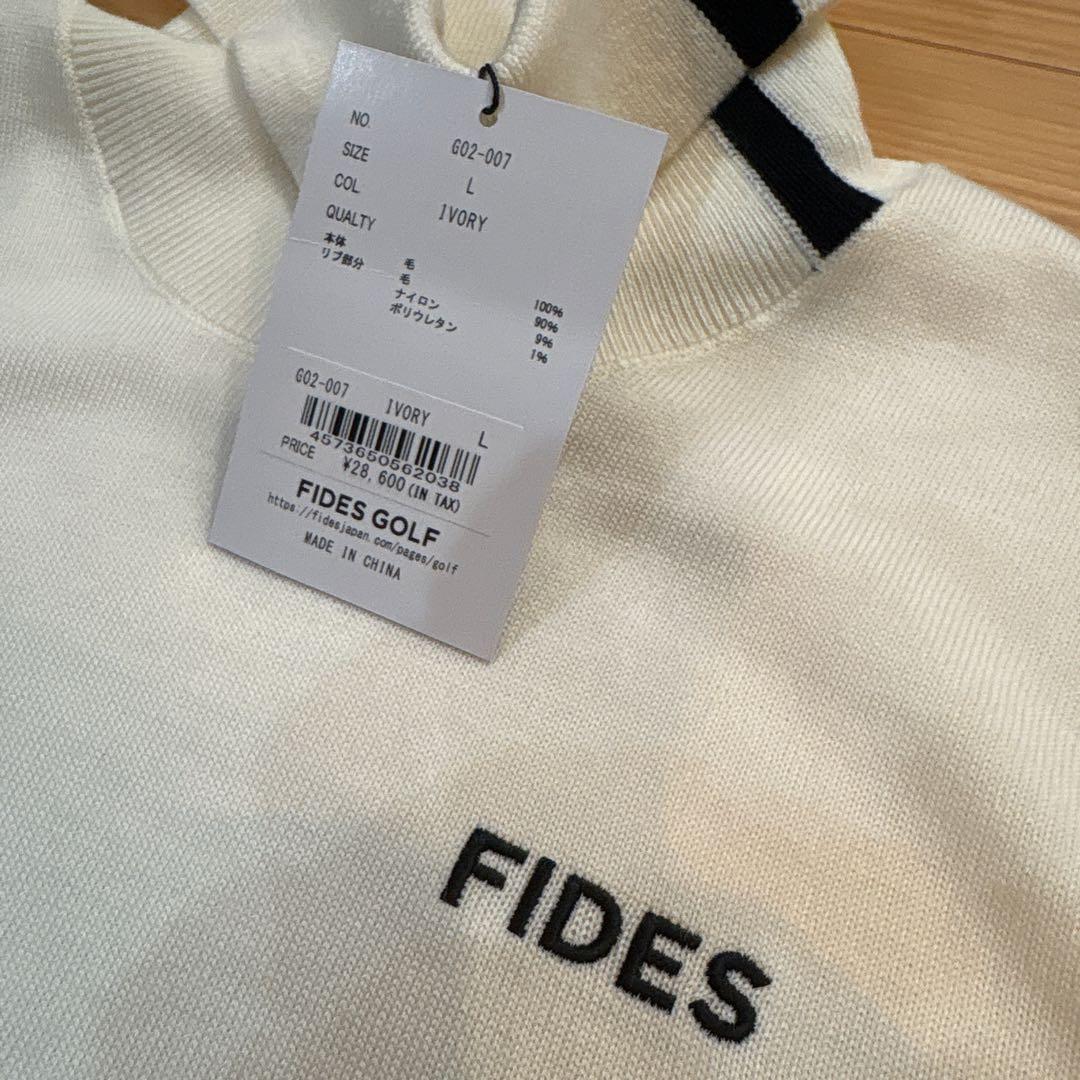 NO. G02-007
SIZE L
COL. IVORY
QUALTY
本体 毛 100%
リブ部分 毛 90%
ナイロン 9%
ポリウレタン 1%
G02-007 IVORY L
4573650562038
PRICE ¥28,600(IN TAX)
FIDES GOLF
https://fidesjapan.com/pages/golf
MADE IN CHINA
FIDES